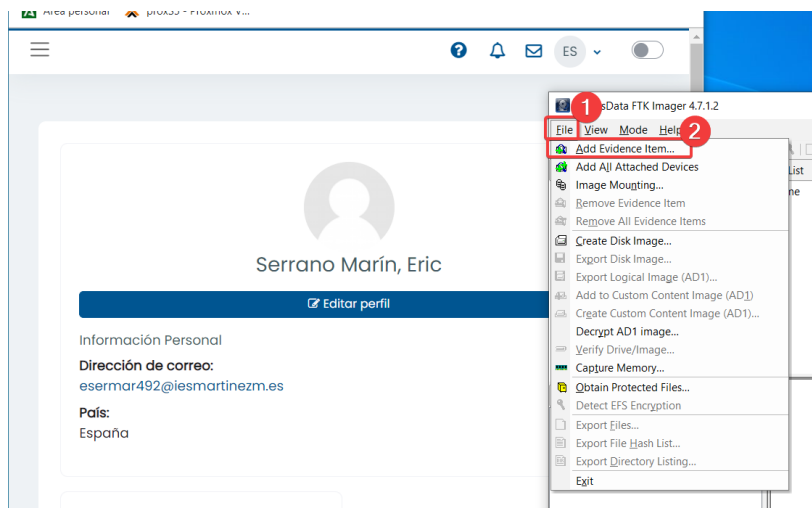 Área personal
prox35 - Proxmox V...
ES
Serrano Marín, Eric
Editar perfil
Información Personal
Dirección de correo:
esermar492@iesmartinezm.es
País:
España
1
sData FTK Imager 4.7.1.2
File View Mode Help
2
Add Evidence Item...
Add All Attached Devices
Image Mounting...
Remove Evidence Item
Remove All Evidence Items
Create Disk Image...
Export Disk Image...
Export Logical Image (AD1)...
Add to Custom Content Image (AD1)
Create Custom Content Image (AD1)...
Decrypt AD1 image...
Verify Drive/Image...
Capture Memory...
Obtain Protected Files...
Detect EFS Encryption
Export Files...
Export File Hash List...
Export Directory Listing...
Exit
List
me